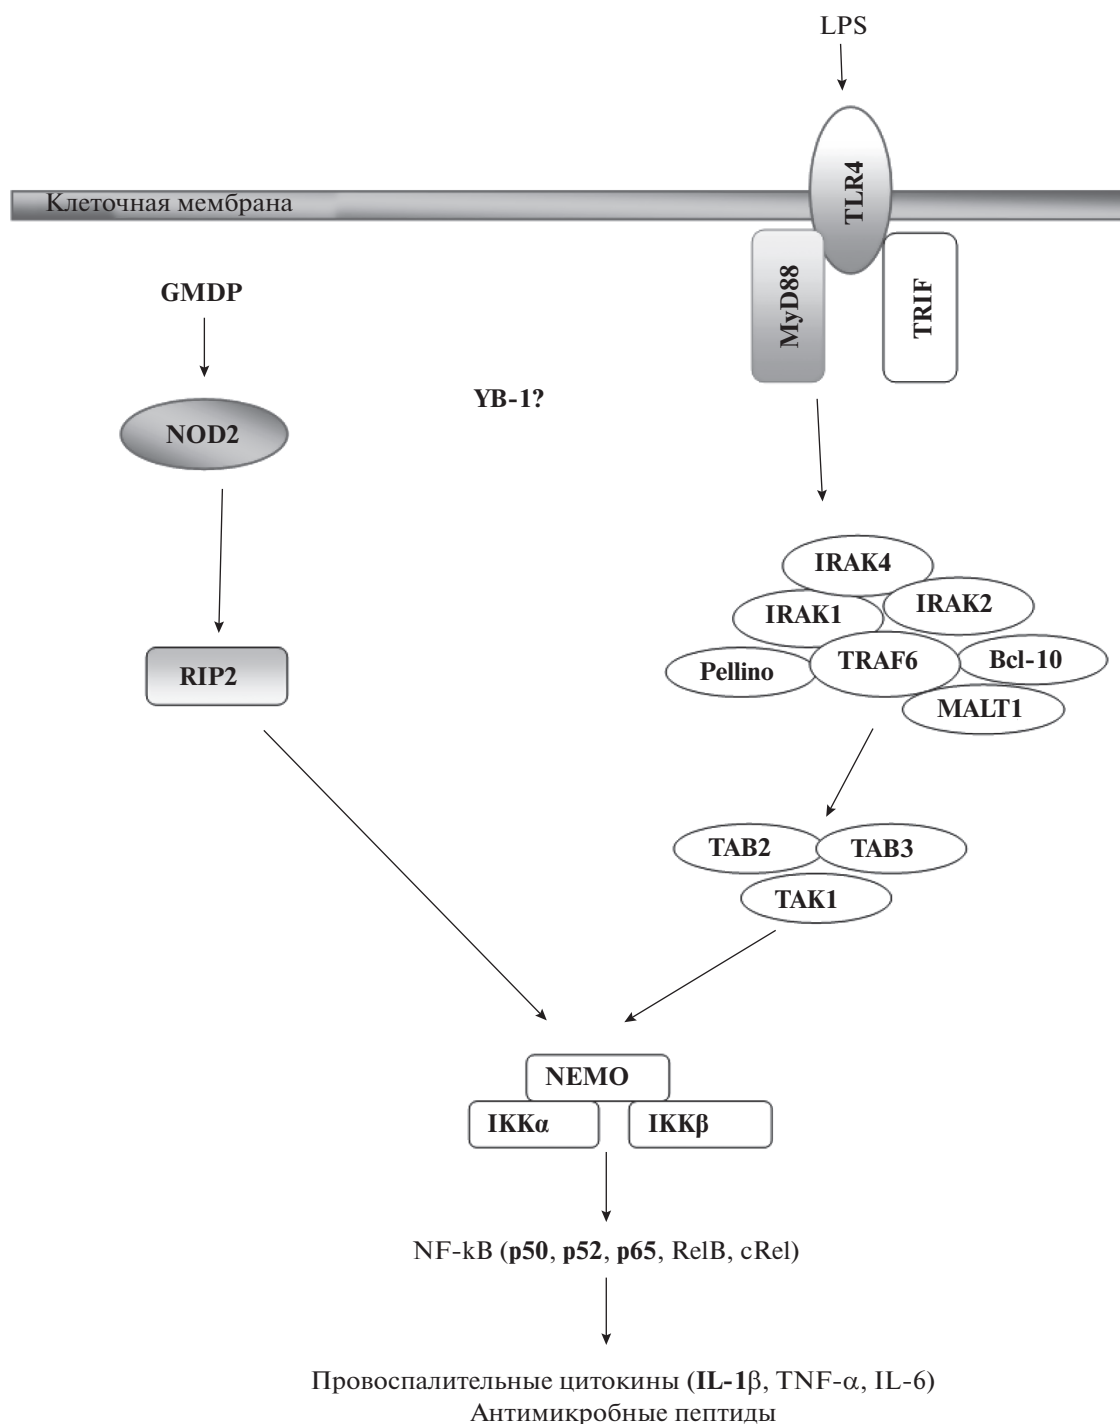 LPS
TLR4
Клеточная мембрана
MyD88
TRIF
GMDP
YB-1?
NOD2
IRAK4
IRAK2
IRAK1
TRAF6
Bcl-10
Pellino
RIP2
MALT1
TAB2
TAB3
TAK1
NEMO
IKKα
IKKβ
NF-kB (p50, p52, p65, RelB, cRel)
Провоспалительные цитокины (IL-1β, TNF-α, IL-6)
Антимикробные пептиды